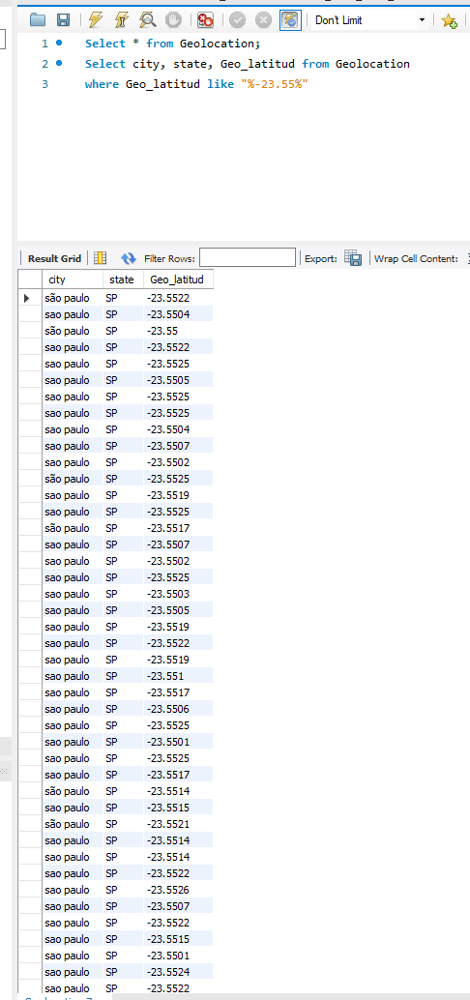 Don't Limit
1 Select * from Geolocation;
2 Select city, state, Geo_latitud from Geolocation
3 where Geo_latitud like "%-23.55%"
Result Grid Filter Rows: Export: Wrap Cell Content:
city state Geo_latitud
são paulo SP -23.5522
sao paulo SP -23.5504
são paulo SP -23.55
sao paulo SP -23.5522
sao paulo SP -23.5525
sao paulo SP -23.5505
sao paulo SP -23.5525
sao paulo SP -23.5525
sao paulo SP -23.5504
sao paulo SP -23.5507
sao paulo SP -23.5502
são paulo SP -23.5525
sao paulo SP -23.5519
sao paulo SP -23.5525
são paulo SP -23.5517
sao paulo SP -23.5507
sao paulo SP -23.5502
sao paulo SP -23.5525
sao paulo SP -23.5503
sao paulo SP -23.5505
sao paulo SP -23.5519
sao paulo SP -23.5522
sao paulo SP -23.5519
sao paulo SP -23.551
sao paulo SP -23.5517
sao paulo SP -23.5506
sao paulo SP -23.5525
sao paulo SP -23.5501
sao paulo SP -23.5525
sao paulo SP -23.5517
são paulo SP -23.5514
sao paulo SP -23.5515
são paulo SP -23.5521
sao paulo SP -23.5514
sao paulo SP -23.5514
sao paulo SP -23.5522
sao paulo SP -23.5526
sao paulo SP -23.5507
sao paulo SP -23.5522
sao paulo SP -23.5515
sao paulo SP -23.5501
sao paulo SP -23.5524
sao paulo SP -23.5522